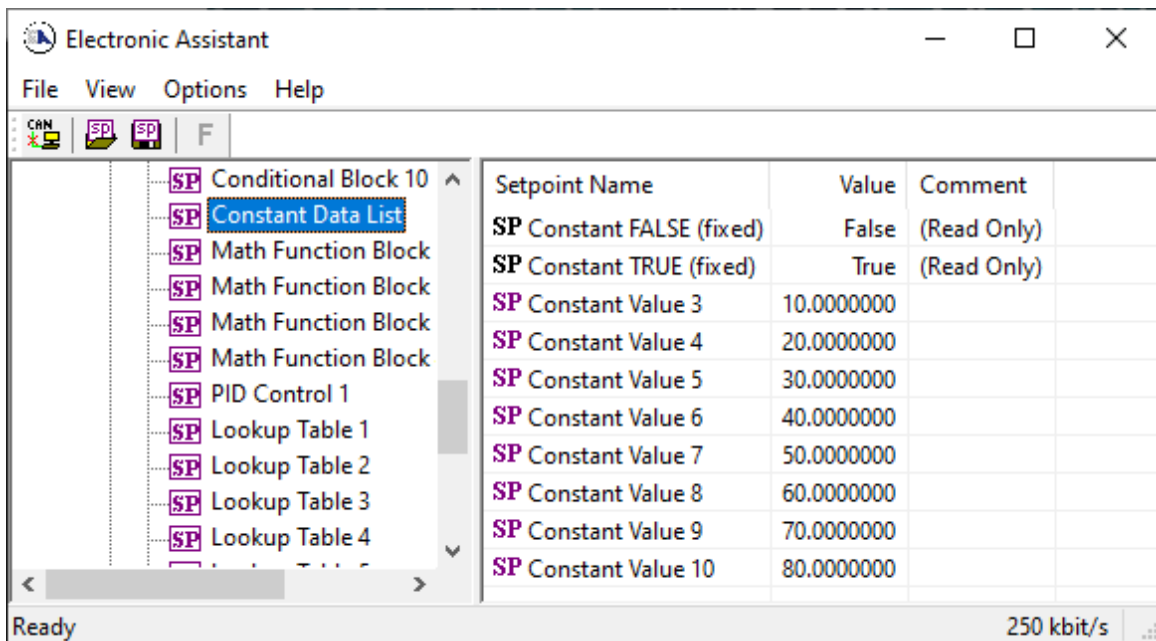 Electronic Assistant
File View Options Help
CAN SP SP F
SP Conditional Block 10
SP Constant Data List
SP Math Function Block
SP Math Function Block
SP Math Function Block
SP Math Function Block
SP PID Control 1
SP Lookup Table 1
SP Lookup Table 2
SP Lookup Table 3
SP Lookup Table 4
Setpoint Name Value Comment
SP Constant FALSE (fixed) False (Read Only)
SP Constant TRUE (fixed) True (Read Only)
SP Constant Value 3 10.0000000
SP Constant Value 4 20.0000000
SP Constant Value 5 30.0000000
SP Constant Value 6 40.0000000
SP Constant Value 7 50.0000000
SP Constant Value 8 60.0000000
SP Constant Value 9 70.0000000
SP Constant Value 10 80.0000000
Ready 250 kbit/s